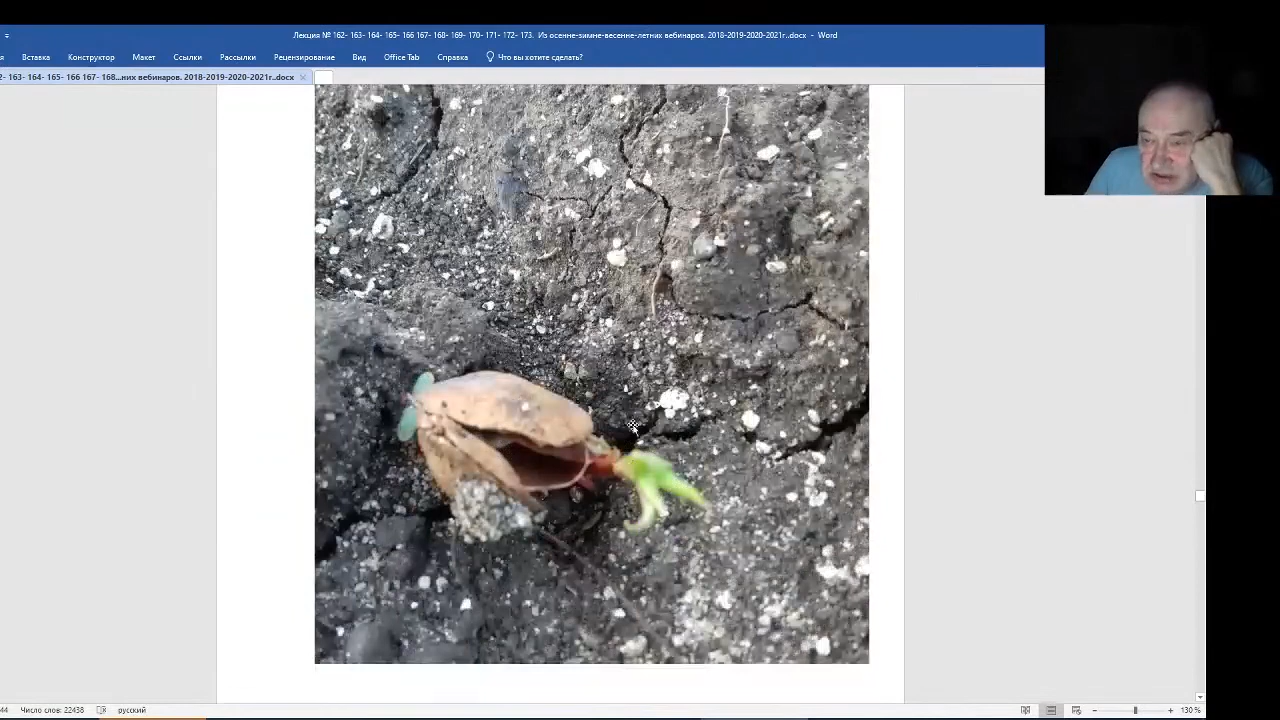 Лекция № 162- 163- 164- 165- 166 167- 168- 169- 170- 171- 172- 173. Из осенне-зимне-весенне-летних вебинаров. 2018-2019-2020-2021г..docx - Word
Вставка Конструктор Макет Ссылки Рассылки Рецензирование Вид Office Tab Справка Что вы хотите сделать?
2- 163- 164- 165- 166 167- 168...них вебинаров. 2018-2019-2020-2021г..docx
44 Число слов: 22438 русский 130 %